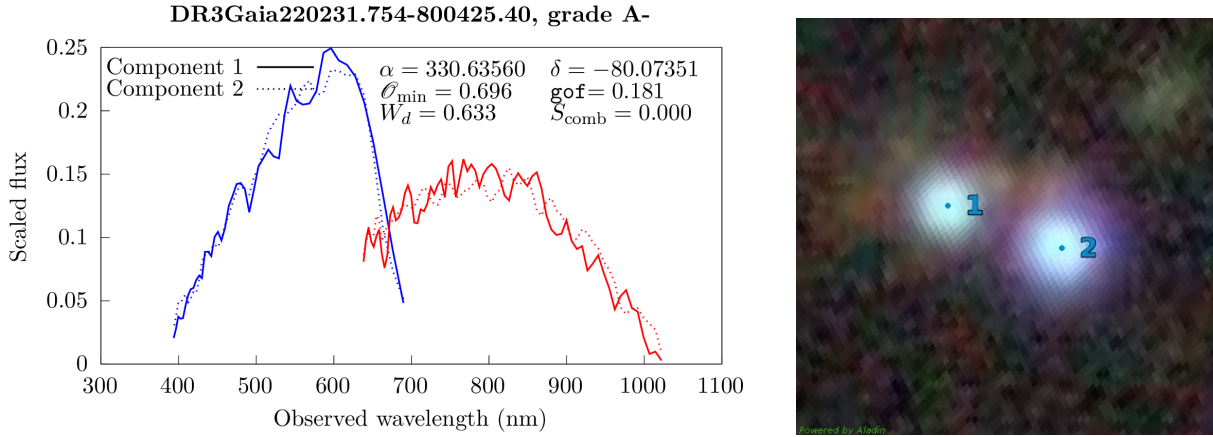 DR3Gaia220231.754-800425.40, grade A-
0.25
Component 1
Component 2
α = 330.63560 δ = −80.07351
𝒪min = 0.696 gof= 0.181
Wd = 0.633 Scomb = 0.000
0.2
0.15
0.1
0.05
0
Scaled flux
300 400 500 600 700 800 900 1000 1100
Observed wavelength (nm)
1
2
Powered by Aladin